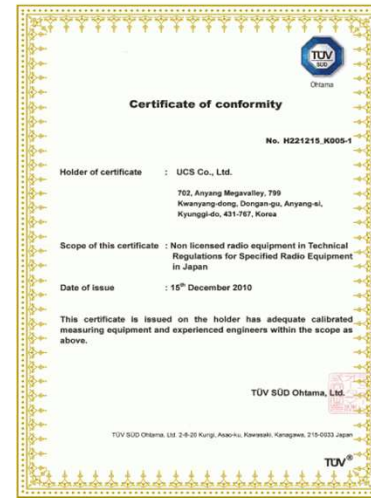 TÜV
SÜD
Ohtama
Certificate of conformity
No. H221215_K005-1
Holder of certificate : UCS Co., Ltd.
702, Anyang Megavalley, 799
Kwanyang-dong, Dongan-gu, Anyang-si,
Kyunggi-do, 431-767, Korea
Scope of this certificate : Non licensed radio equipment in Technical
Regulations for Specified Radio Equipment
in Japan
Date of issue : 15th December 2010
This certificate is issued on the holder has adequate calibrated
measuring equipment and experienced engineers within the scope as
above.
TÜV SÜD Ohtama, Ltd.
TÜV SÜD Ohtama, Ltd. 2-8-20 Kurigi, Asao-ku, Kawasaki, Kanagawa, 215-0033 Japan
TÜV®